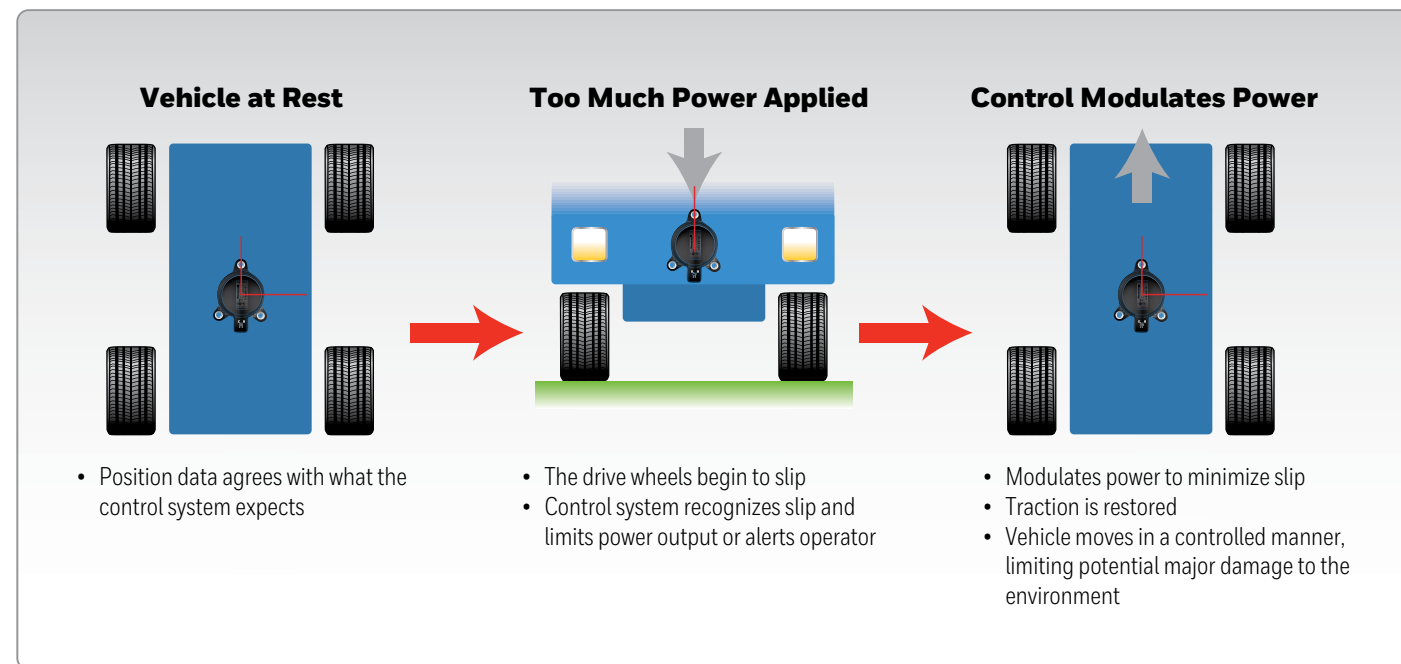 Vehicle at Rest
• Position data agrees with what the
control system expects
Too Much Power Applied
• The drive wheels begin to slip
• Control system recognizes slip and
limits power output or alerts operator
Control Modulates Power
• Modulates power to minimize slip
• Traction is restored
• Vehicle moves in a controlled manner,
limiting potential major damage to the
environment